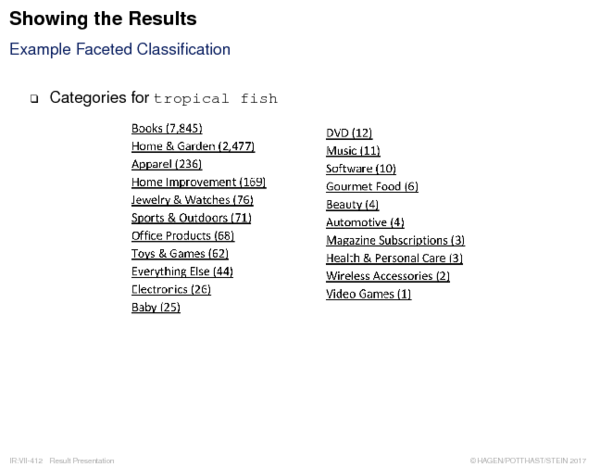 Showing the Results
Example Faceted Classification
❑ Categories for tropical fish
Books (7,845)
Home & Garden (2,477)
Apparel (236)
Home Improvement (169)
Jewelry & Watches (76)
Sports & Outdoors (71)
Office Products (68)
Toys & Games (62)
Everything Else (44)
Electronics (26)
Baby (25)
DVD (12)
Music (11)
Software (10)
Gourmet Food (6)
Beauty (4)
Automotive (4)
Magazine Subscriptions (3)
Health & Personal Care (3)
Wireless Accessories (2)
Video Games (1)
IR:VII-412 Result Presentation
© HAGEN/POTTHAST/STEIN 2017